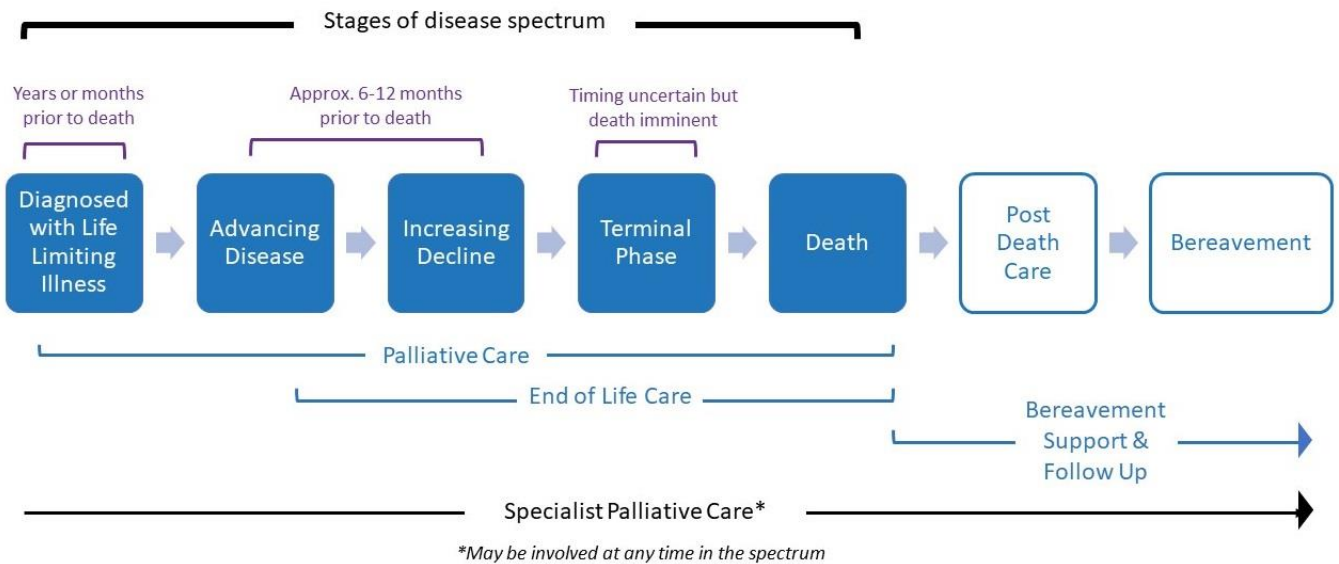 Stages of disease spectrum
Years or months
prior to death
Approx. 6-12 months
prior to death
Timing uncertain but
death imminent
Diagnosed
with Life
Limiting
Illness
Advancing
Disease
Increasing
Decline
Terminal
Phase
Death
Post
Death
Care
Bereavement
Palliative Care
End of Life Care
Bereavement
Support &
Follow Up
Specialist Palliative Care*
*May be involved at any time in the spectrum